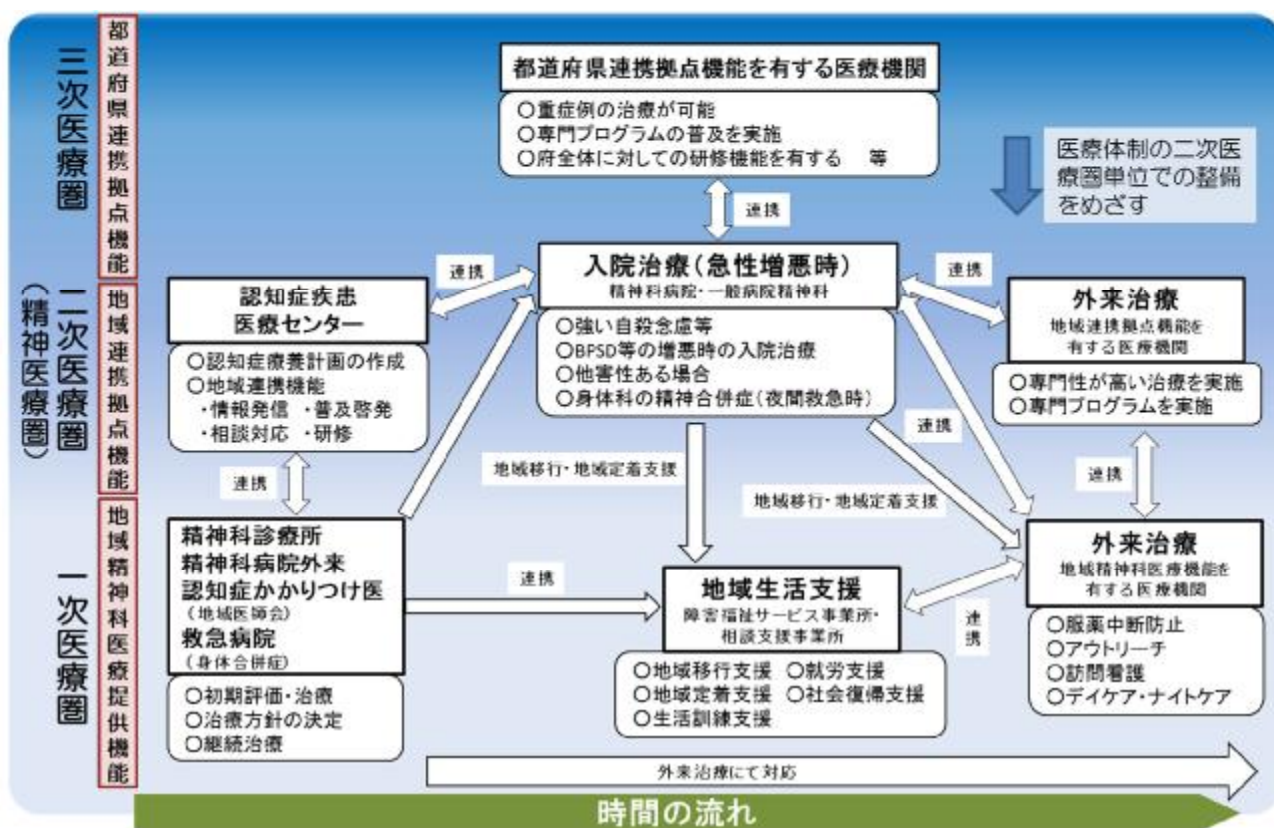 三次医療圏
都道府県連携拠点機能
都道府県連携拠点機能を有する医療機関
○重症例の治療が可能
○専門プログラムの普及を実施
○府全体に対しての研修機能を有する 等
医療体制の二次医
療圏単位での整備
をめざす
連携
二次医療圏
(精神医療圏)
地域連携拠点機能
連携
入院治療(急性増悪時)
精神科病院・一般病院精神科
○強い自殺念慮等
○BPSD等の増悪時の入院治療
○他害性ある場合
○身体科の精神合併症(夜間救急時)
連携
認知症疾患
医療センター
○認知症療養計画の作成
○地域連携機能
・情報発信 ・普及啓発
・相談対応 ・研修
外来治療
地域連携拠点機能を
有する医療機関
○専門性が高い治療を実施
○専門プログラムを実施
連携
連携
地域移行・地域定着支援
連携
地域移行・地域定着支援
一次医療圏
地域精神科医療提供機能
精神科診療所
精神科病院外来
認知症かかりつけ医
(地域医師会)
救急病院
(身体合併症)
○初期評価・治療
○治療方針の決定
○継続治療
連携
地域生活支援
障害福祉サービス事業所・
相談支援事業所
○地域移行支援 ○就労支援
○地域定着支援 ○社会復帰支援
○生活訓練支援
連携
外来治療
地域精神科医療機能を
有する医療機関
○服薬中断防止
○アウトリーチ
○訪問看護
○デイケア・ナイトケア
外来治療にて対応
時間の流れ